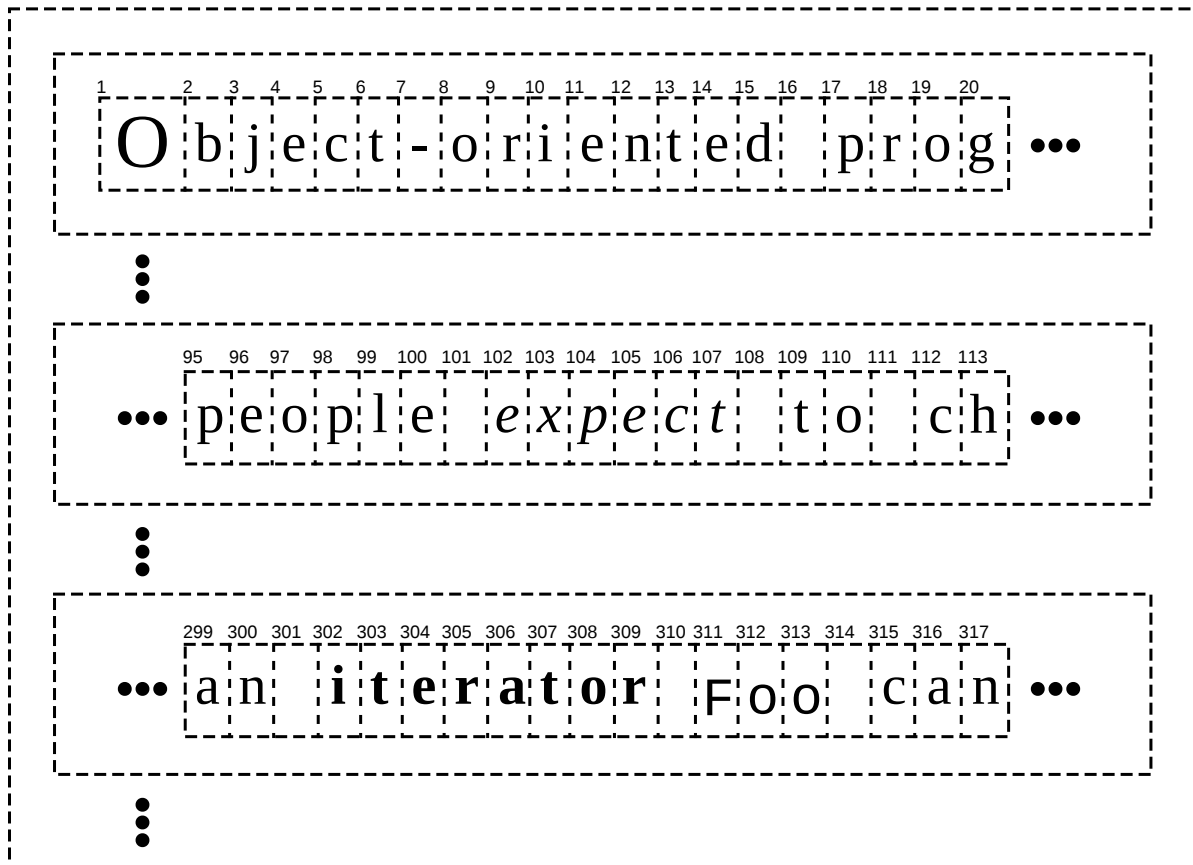 1 2 3 4 5 6 7 8 9 10 11 12 13 14 15 16 17 18 19 20
Object-oriented prog •••
95 96 97 98 99 100 101 102 103 104 105 106 107 108 109 110 111 112 113
••• people expect to ch •••
299 300 301 302 303 304 305 306 307 308 309 310 311 312 313 314 315 316 317
••• an iterator Foo can •••